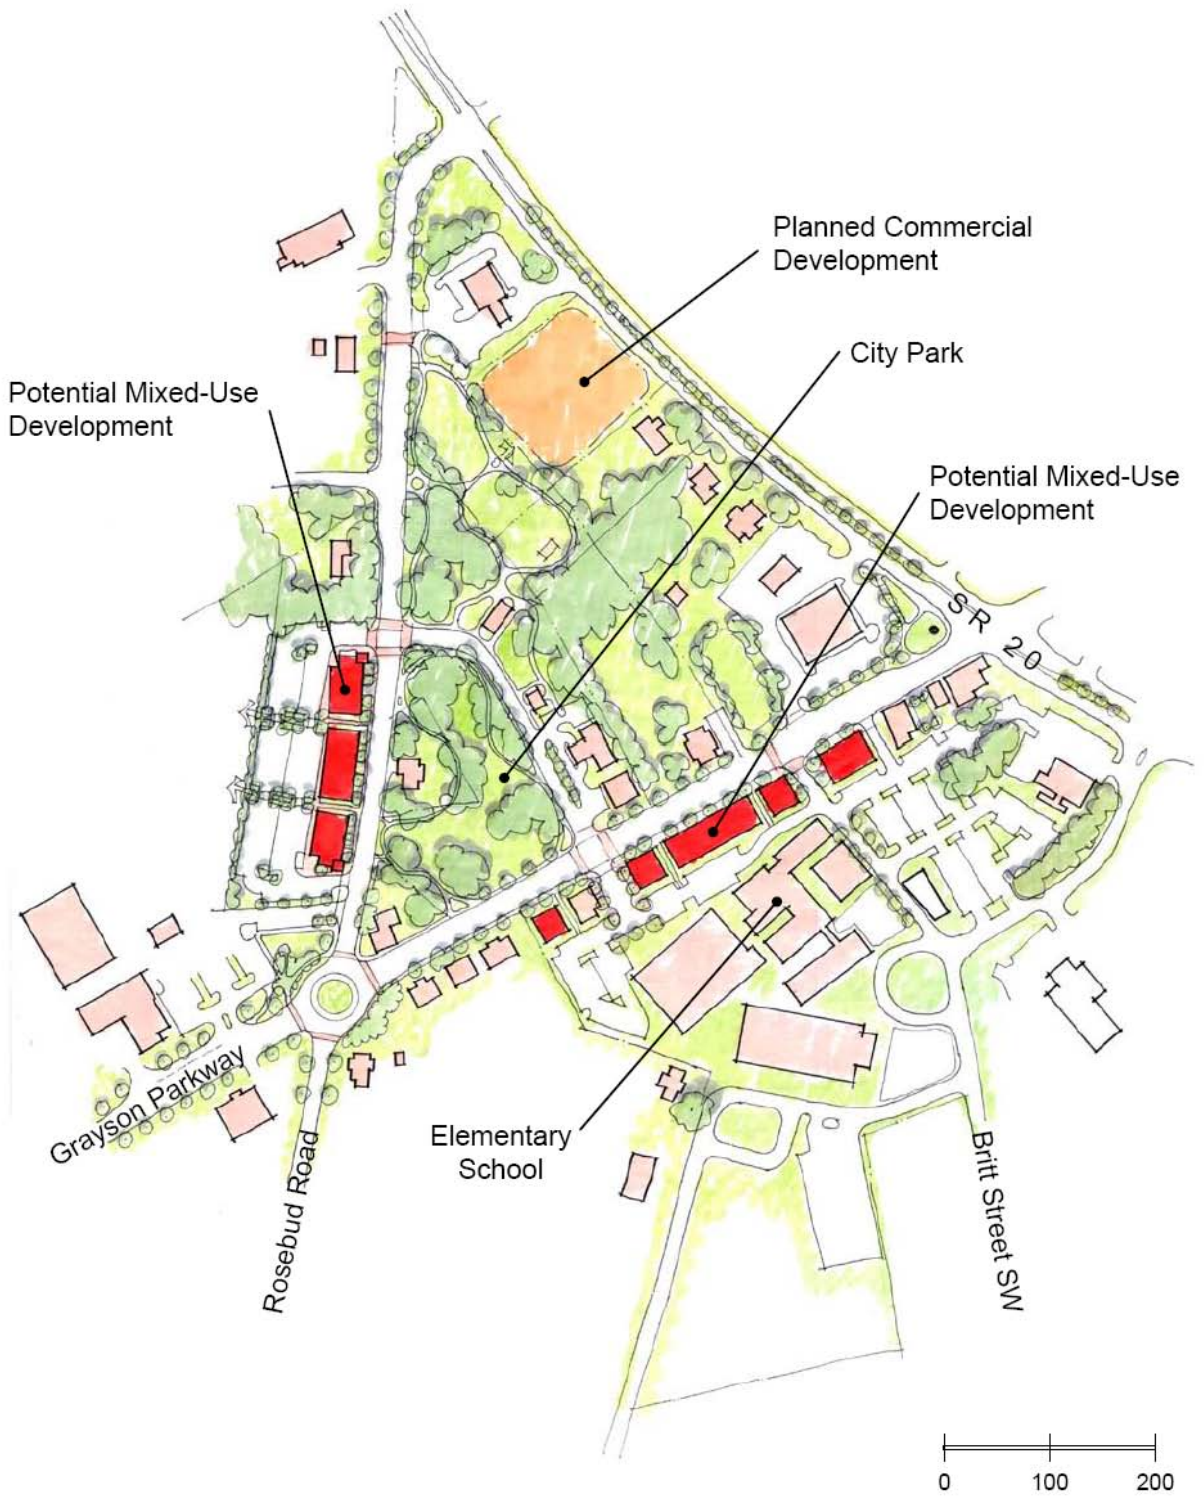 Planned Commercial
Development
City Park
Potential Mixed-Use
Development
Potential Mixed-Use
Development
SR 20
Grayson Parkway
Elementary
School
Rosebud Road
Britt Street SW
0 100 200